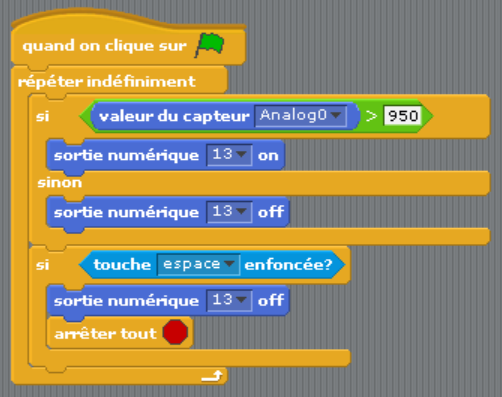 quand on clique sur
répéter indéfiniment
si valeur du capteur Analog0 > 950
sortie numérique 13 on
sinon
sortie numérique 13 off
si touche espace enfoncée?
sortie numérique 13 off
arrêter tout